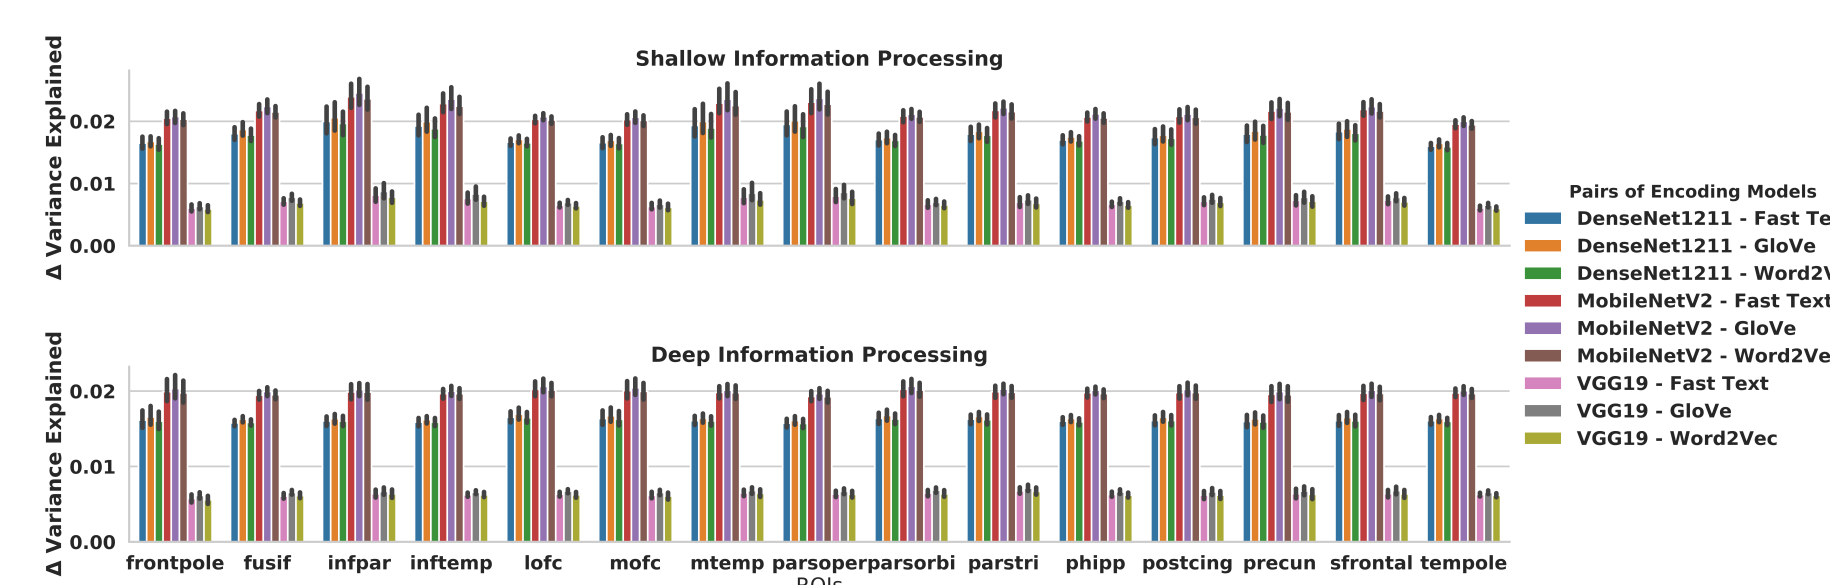 Shallow Information Processing
Δ Variance Explained
0.02
0.01
0.00
Deep Information Processing
Δ Variance Explained
0.02
0.01
0.00
frontpole fusif infpar inftemp lofc mofc mtemp parsoper parsorbi parstri phipp postcing precun sfrontal tempole
ROIs
Pairs of Encoding Models
DenseNet1211 - Fast Te
DenseNet1211 - GloVe
DenseNet1211 - Word2V
MobileNetV2 - Fast Text
MobileNetV2 - GloVe
MobileNetV2 - Word2Ve
VGG19 - Fast Text
VGG19 - GloVe
VGG19 - Word2Vec